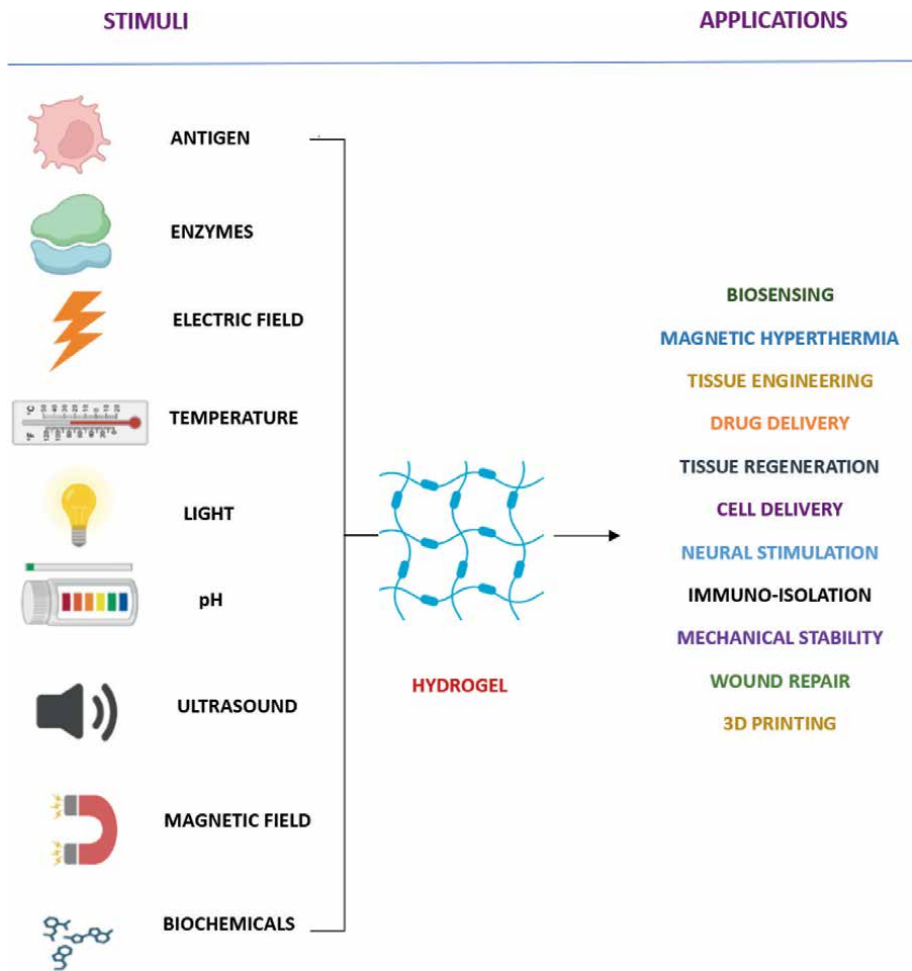 STIMULI
APPLICATIONS
ANTIGEN
ENZYMES
ELECTRIC FIELD
TEMPERATURE
°C
°F
LIGHT
pH
ULTRASOUND
MAGNETIC FIELD
BIOCHEMICALS
HYDROGEL
BIOSENSING
MAGNETIC HYPERTHERMIA
TISSUE ENGINEERING
DRUG DELIVERY
TISSUE REGENERATION
CELL DELIVERY
NEURAL STIMULATION
IMMUNO-ISOLATION
MECHANICAL STABILITY
WOUND REPAIR
3D PRINTING